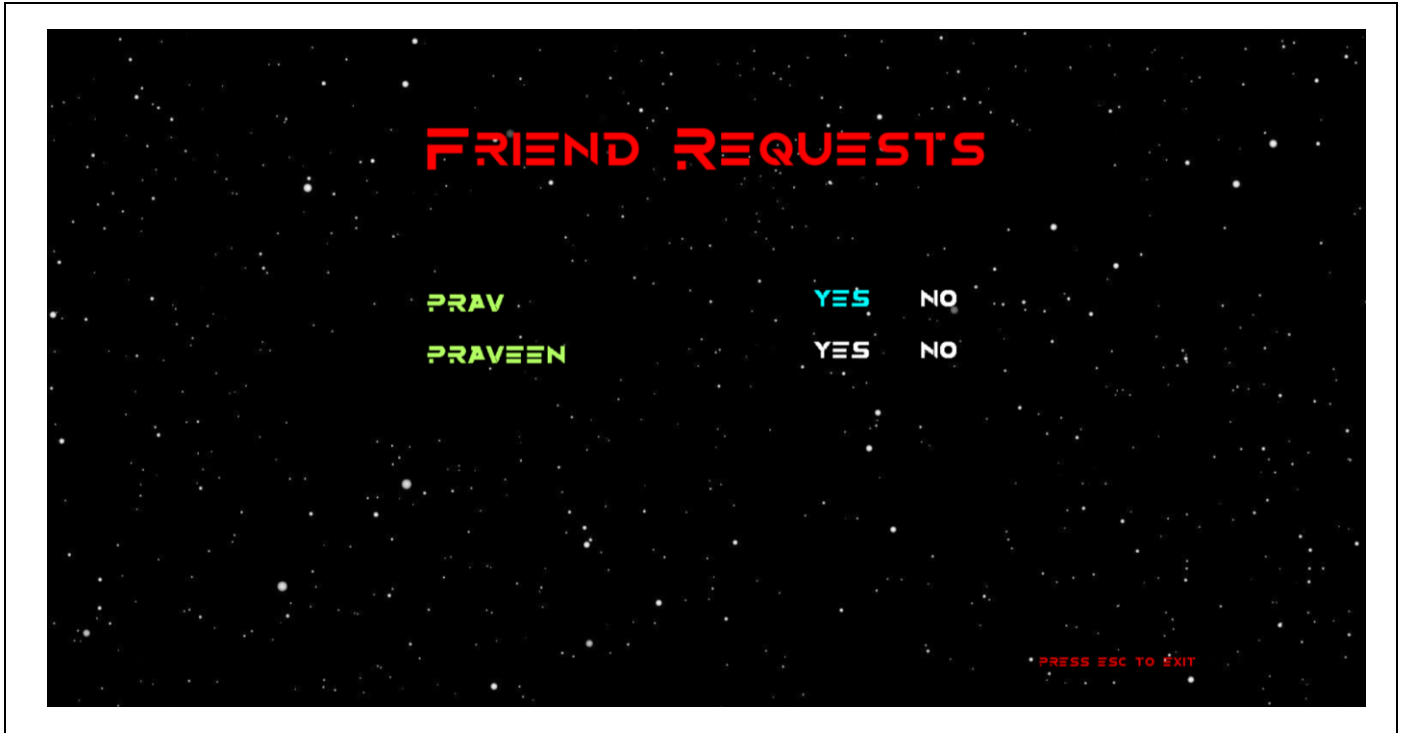 Friend Requests
PRAV YES NO
PRAVEEN YES NO
PRESS ESC TO EXIT